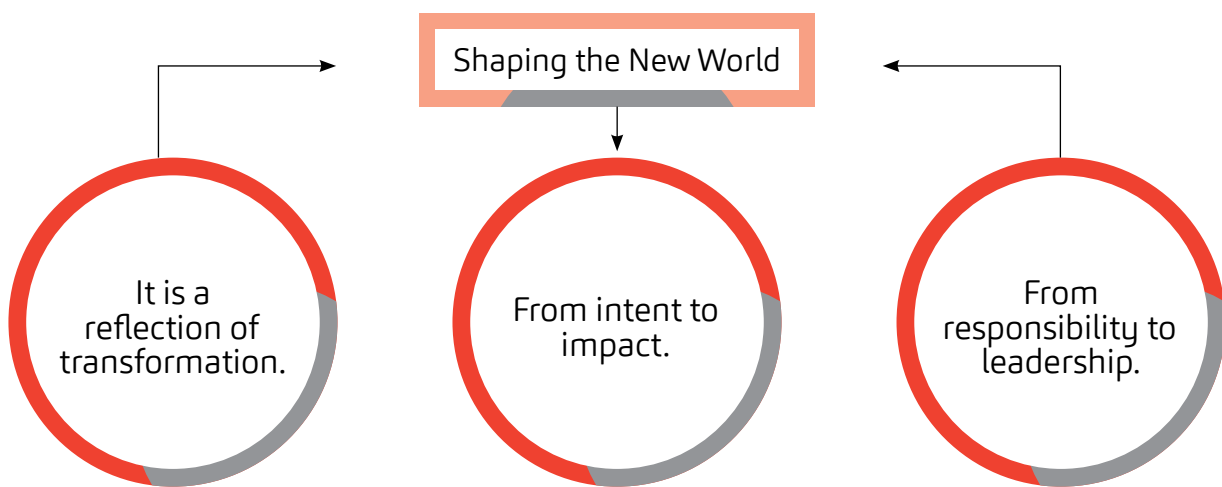 Shaping the New World
It is a
reflection of
transformation.
From intent to
impact.
From
responsibility to
leadership.